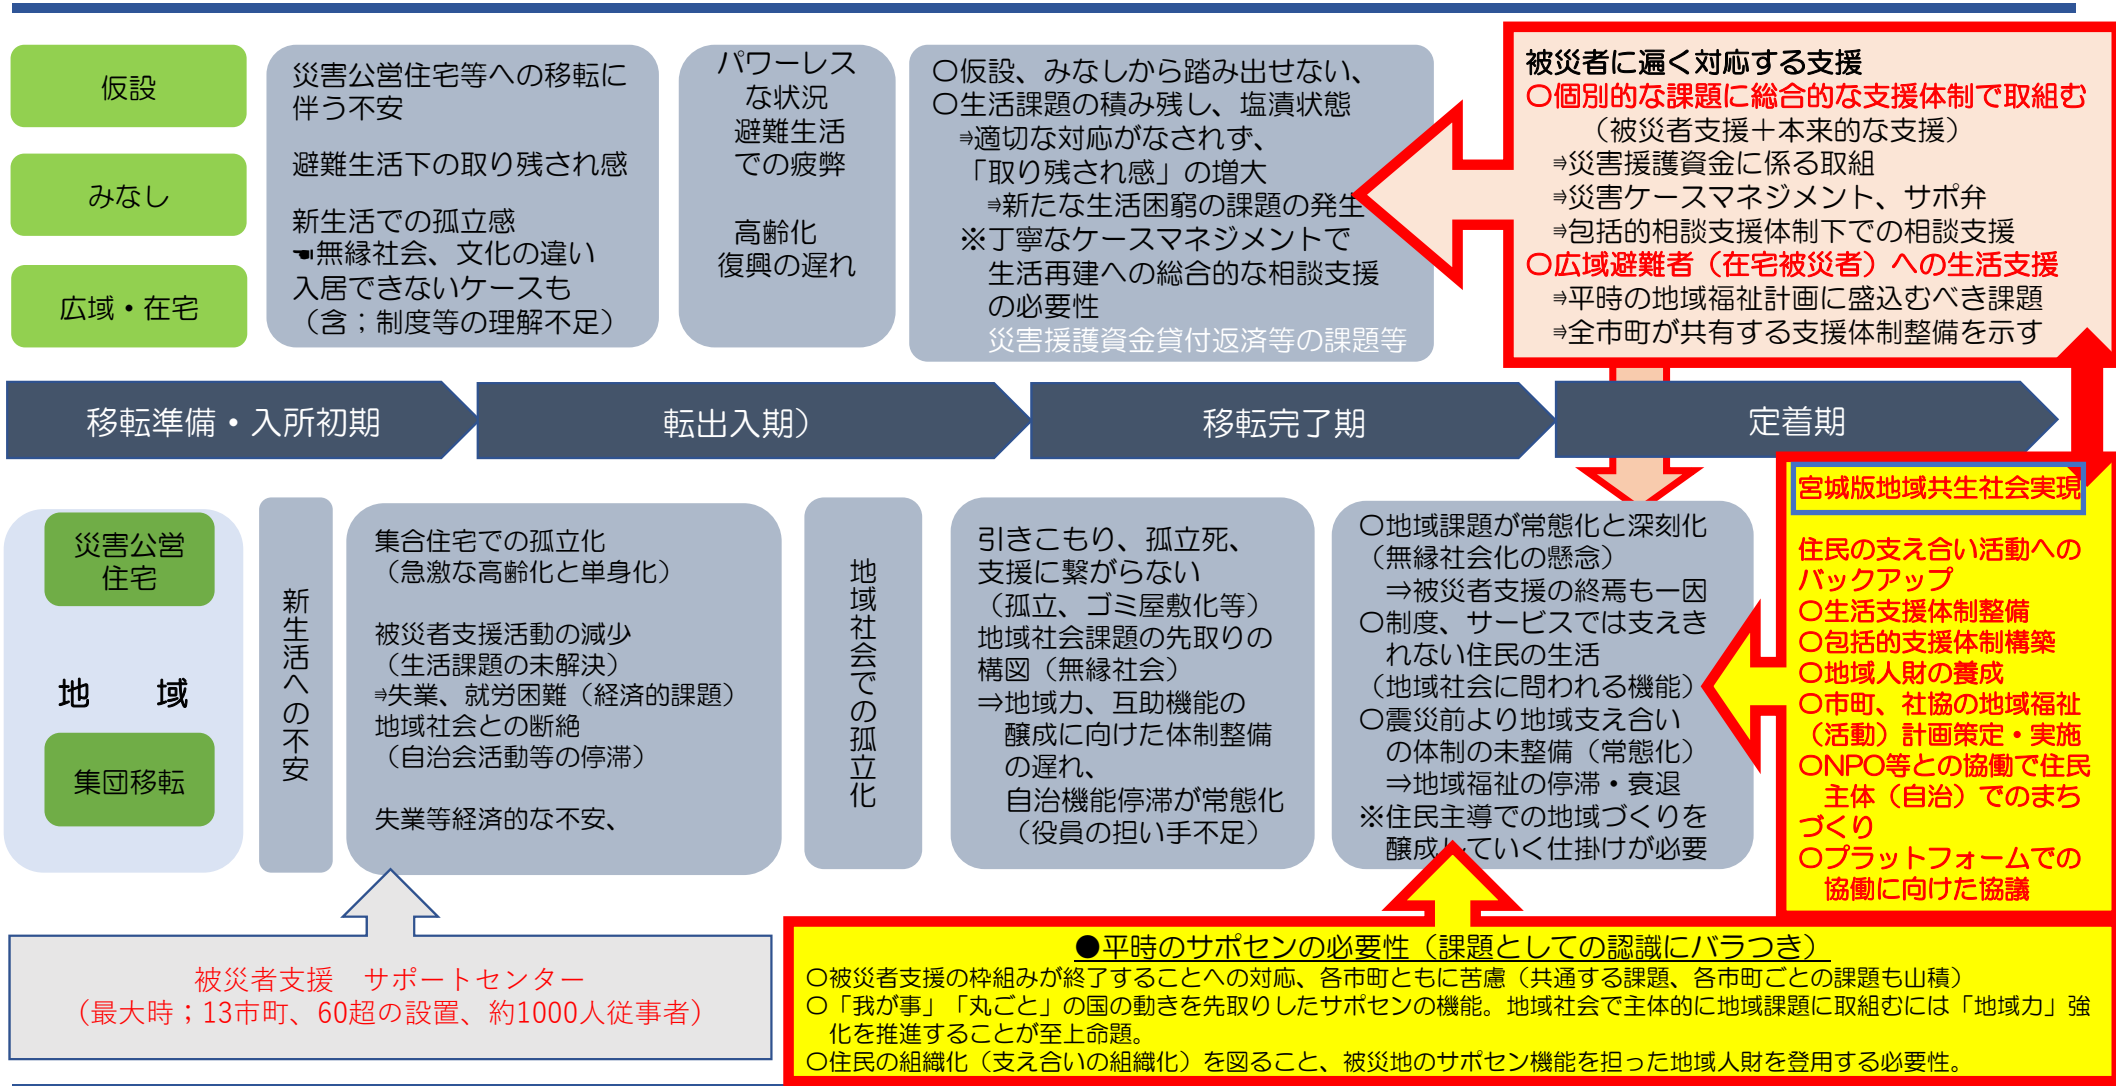 仮設
みなし
広域・在宅
災害公営住宅等への移転に
伴う不安
避難生活下の取り残され感
新生活での孤立感
☚無縁社会、文化の違い
入居できないケースも
（含；制度等の理解不足）
パワーレス
な状況
避難生活
での疲弊
高齢化
復興の遅れ
〇仮設、みなしから踏み出せない、
〇生活課題の積み残し、塩漬状態
⇛適切な対応がなされず、
「取り残され感」の増大
⇛新たな生活困窮の課題の発生
※丁寧なケースマネジメントで
生活再建への総合的な相談支援
の必要性
災害援護資金貸付返済等の課題等
被災者に遍く対応する支援
〇個別的な課題に総合的な支援体制で取組む
（被災者支援＋本来的な支援）
⇛災害援護資金に係る取組
⇛災害ケースマネジメント、サポ弁
⇛包括的相談支援体制下での相談支援
〇広域避難者（在宅被災者）への生活支援
⇛平時の地域福祉計画に盛込むべき課題
⇛全市町が共有する支援体制整備を示す
移転準備・入所初期
転出入期）
移転完了期
定着期
災害公営
住宅
地　域
集団移転
新生活への不安
集合住宅での孤立化
（急激な高齢化と単身化）
被災者支援活動の減少
（生活課題の未解決）
⇛失業、就労困難（経済的課題）
地域社会との断絶
（自治会活動等の停滞）
失業等経済的な不安、
地域社会での孤立化
引きこもり、孤立死、
支援に繋がらない
（孤立、ゴミ屋敷化等）
地域社会課題の先取りの
構図（無縁社会）
⇒地域力、互助機能の
醸成に向けた体制整備
の遅れ、
自治機能停滞が常態化
（役員の担い手不足）
〇地域課題が常態化と深刻化
（無縁社会化の懸念）
⇒被災者支援の終焉も一因
〇制度、サービスでは支えき
れない住民の生活
（地域社会に問われる機能）
〇震災前より地域支え合い
の体制の未整備（常態化）
⇒地域福祉の停滞・衰退
※住民主導での地域づくりを
醸成していく仕掛けが必要
宮城版地域共生社会実現
住民の支え合い活動への
バックアップ
〇生活支援体制整備
〇包括的支援体制構築
〇地域人財の養成
〇市町、社協の地域福祉
（活動）計画策定・実施
〇NPO等との協働で住民
主体（自治）でのまち
づくり
〇プラットフォームでの
協働に向けた協議
被災者支援　サポートセンター
（最大時；13市町、60超の設置、約1000人従事者）
●平時のサポセンの必要性（課題としての認識にバラつき）
〇被災者支援の枠組みが終了することへの対応、各市町ともに苦慮（共通する課題、各市町ごとの課題も山積）
〇「我が事」「丸ごと」の国の動きを先取りしたサポセンの機能。地域社会で主体的に地域課題に取組むには「地域力」強
化を推進することが至上命題。
〇住民の組織化（支え合いの組織化）を図ること、被災地のサポセン機能を担った地域人財を登用する必要性。